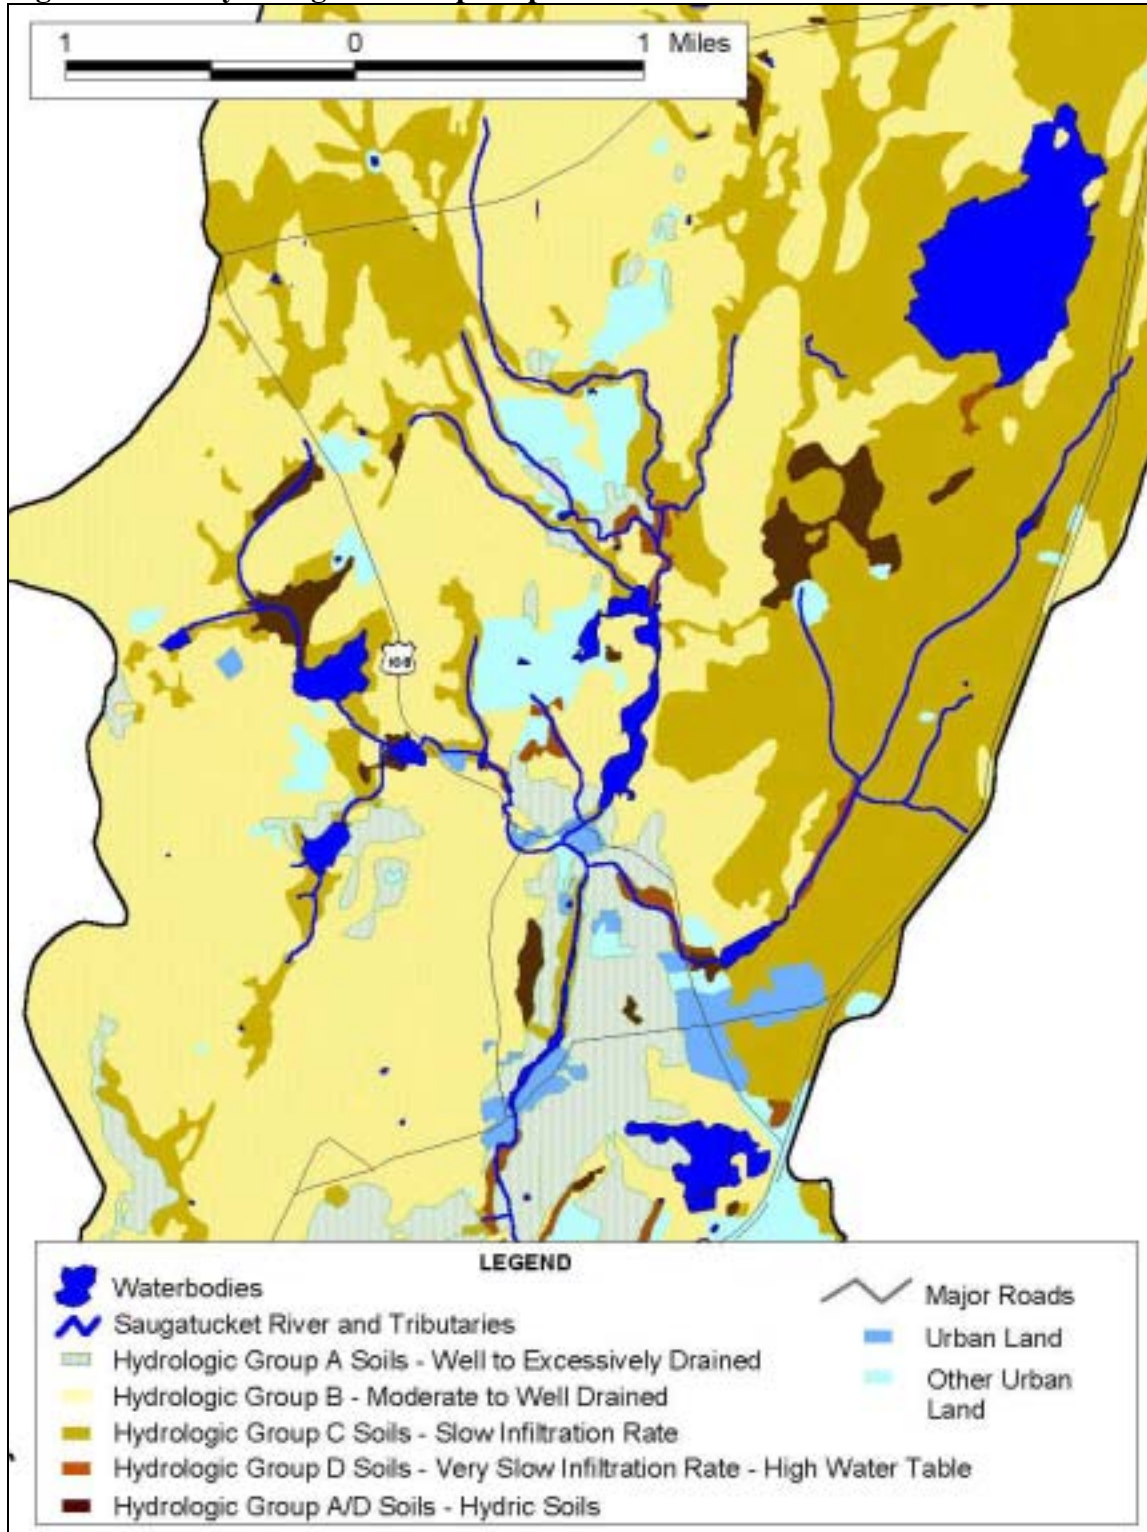 1 0 1 Miles
108
LEGEND
Waterbodies
Saugatucket River and Tributaries
Hydrologic Group A Soils - Well to Excessively Drained
Hydrologic Group B - Moderate to Well Drained
Hydrologic Group C Soils - Slow Infiltration Rate
Hydrologic Group D Soils - Very Slow Infiltration Rate - High Water Table
Hydrologic Group A/D Soils - Hydric Soils
Major Roads
Urban Land
Other Urban
Land